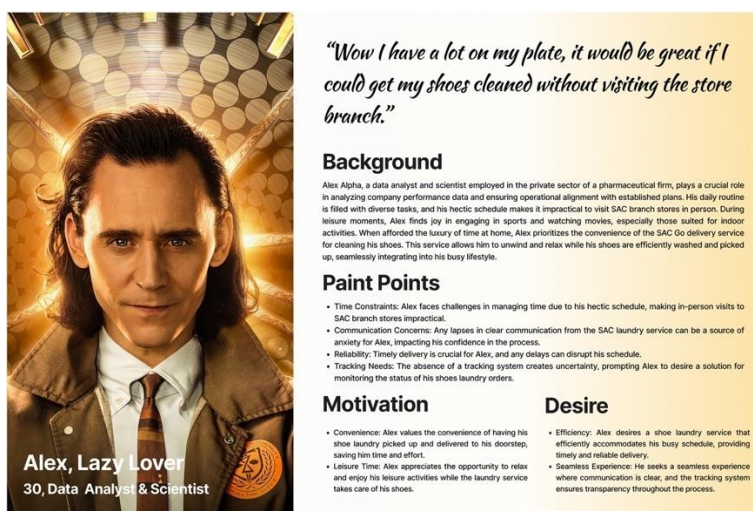 “Wow I have a lot on my plate, it would be great if I
could get my shoes cleaned without visiting the store
branch.”
Background
Alex Alpha, a data analyst and scientist employed in the private sector of a pharmaceutical firm, plays a crucial role
in analyzing company performance data and ensuring operational alignment with established plans. His daily routine
is filled with diverse tasks, and his hectic schedule makes it impractical to visit SAC branch stores in person. During
leisure moments, Alex finds joy in engaging in sports and watching movies, especially those suited for indoor
activities. When afforded the luxury of time at home, Alex prioritizes the convenience of the SAC Go delivery service
for cleaning his shoes. This service allows him to unwind and relax while his shoes are efficiently washed and picked
up, seamlessly integrating into his busy lifestyle.
Paint Points
• Time Constraints: Alex faces challenges in managing time due to his hectic schedule, making in-person visits to
SAC branch stores impractical.
• Communication Concerns: Any lapses in clear communication from the SAC laundry service can be a source of
anxiety for Alex, impacting his confidence in the process.
• Reliability: Timely delivery is crucial for Alex, and any delays can disrupt his schedule.
• Tracking Needs: The absence of a tracking system creates uncertainty, prompting Alex to desire a solution for
monitoring the status of his shoes laundry orders.
Motivation
• Convenience: Alex values the convenience of having his
shoe laundry picked up and delivered to his doorstep,
saving him time and effort.
• Leisure Time: Alex appreciates the opportunity to relax
and enjoy his leisure activities while the laundry service
takes care of his shoes.
Desire
• Efficiency: Alex desires a shoe laundry service that
efficiently accommodates his busy schedule, providing
timely and reliable delivery.
• Seamless Experience: He seeks a seamless experience
where communication is clear, and the tracking system
ensures transparency throughout the process.
Alex, Lazy Lover
30, Data Analyst & Scientist